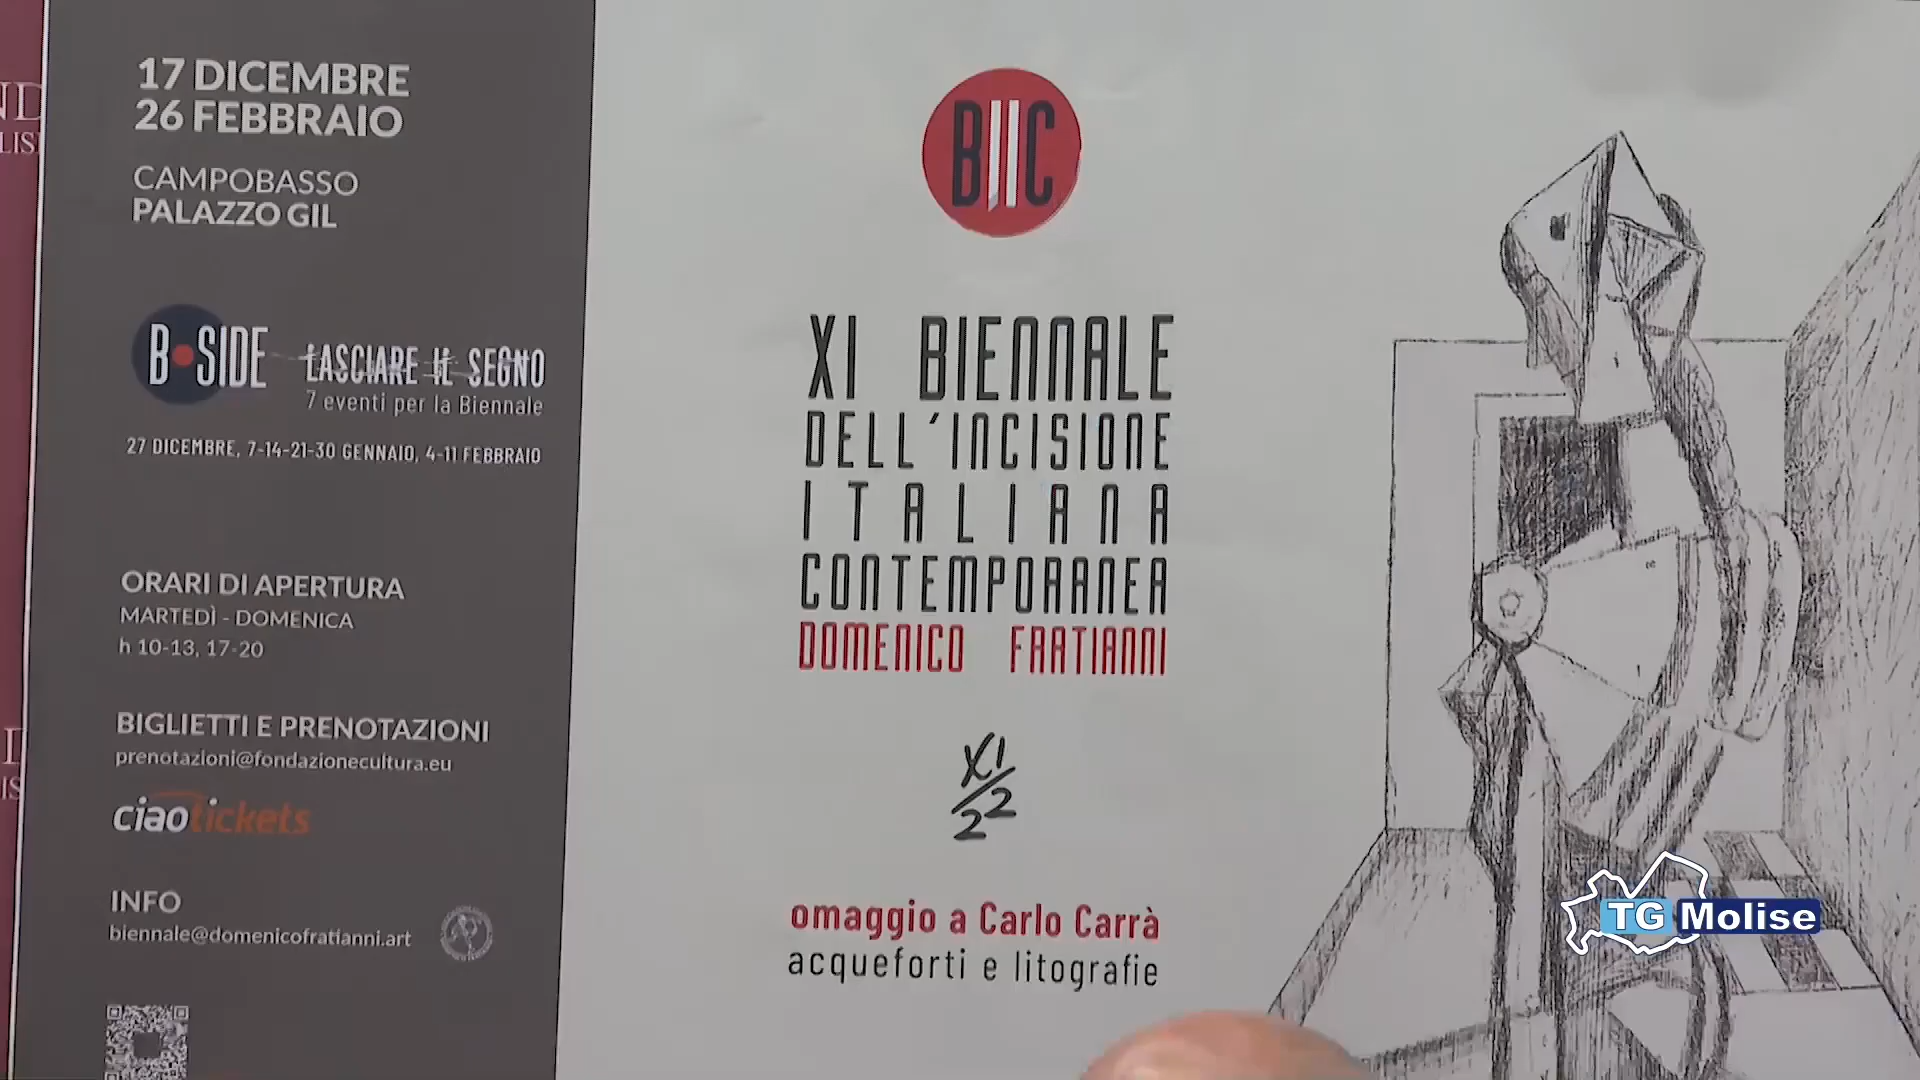 17 DICEMBRE
26 FEBBRAIO
CAMPOBASSO
PALAZZO GIL
B•SIDE LASCIARE IL SEGNO
7 eventi per la Biennale
27 DICEMBRE, 7-14-21-30 GENNAIO, 4-11 FEBBRAIO
ORARI DI APERTURA
MARTEDÌ - DOMENICA
h 10-13, 17-20
BIGLIETTI E PRENOTAZIONI
prenotazioni@fondazionecultura.eu
ciaotickets
INFO
biennale@domenicofratianni.art
BIIC
XI BIENNALE
DELL'INCISIONE
ITALIANA
CONTEMPORANEA
DOMENICO FRATIANNI
XI
22
omaggio a Carlo Carrà
acqueforti e litografie
TG Molise